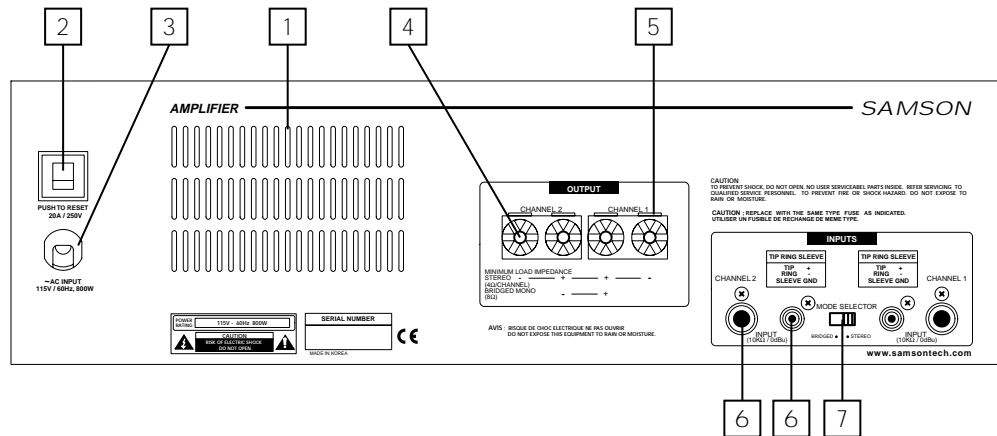 2
3
1
4
5
AMPLIFIER
SAMSON
PUSH TO RESET
20A / 250V
~AC INPUT
115V / 60Hz, 800W
OUTPUT
CHANNEL 2
CHANNEL 1
MINIMUM LOAD IMPEDANCE
STEREO - + + -
(4Ω/CHANNEL)
BRIDGED MONO - +
(8Ω)
CAUTION
TO PREVENT SHOCK, DO NOT OPEN. NO USER SERVICEABEL PARTS INSIDE. REFER SERVICING TO
QUALIFIED SERVICE PERSONNEL. TO PREVENT FIRE OR SHOCK HAZARD. DO NOT EXPOSE TO
RAIN OR MOISTURE.
CAUTION : REPLACE WITH THE SAME TYPE FUSE AS INDICATED.
UTILISER UN FUSIBLE DE RECHANGE DE MEME TYPE.
INPUTS
TIP RING SLEEVE
TIP +
RING -
SLEEVE GND
TIP RING SLEEVE
TIP +
RING -
SLEEVE GND
CHANNEL 2
CHANNEL 1
MODE SELECTOR
BRIDGED • • STEREO
INPUT
(10KΩ / 0dBu)
INPUT
(10KΩ / 0dBu)
www.samsontech.com
POWER
RATING
115V - 60Hz 800W
CAUTION
RISK OF ELECTRIC SHOCK
DO NOT OPEN.
SERIAL NUMBER
MADE IN KOREA
CE
AVIS : RISQUE DE CHOC ELECTRIQUE NE PAS OUVRIR
DO NOT EXPOSE THIS EQUIPMENT TO RAIN OR MOISTURE.
6
6
7